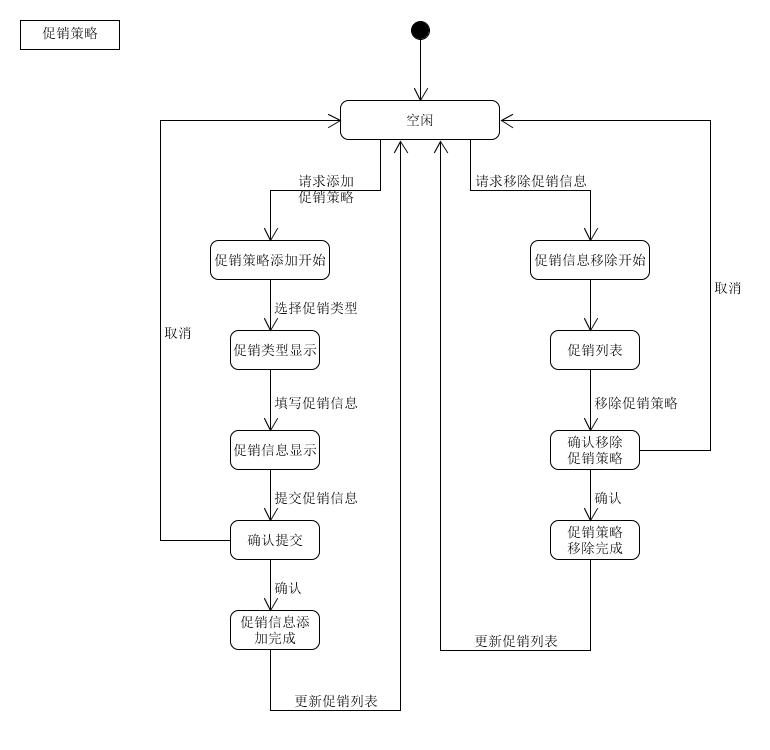 促销策略
空闲
请求添加
促销策略
请求移除促销信息
促销策略添加开始
促销信息移除开始
取消
选择促销类型
取消
促销类型显示
促销列表
填写促销信息
移除促销策略
促销信息显示
确认移除
促销策略
提交促销信息
确认
确认提交
促销策略
移除完成
确认
促销信息添
加完成
更新促销列表
更新促销列表